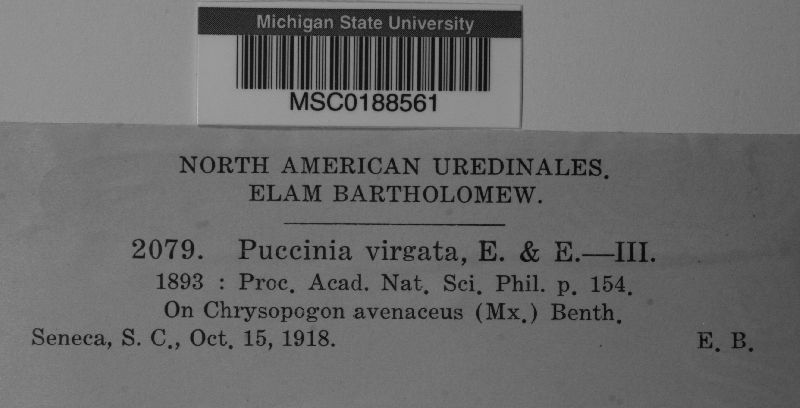 Michigan State University
MSC0188561
NORTH AMERICAN UREDINALES.
ELAM BARTHOLOMEW.
2079. Puccinia virgata, E. & E.—III.
1893 : Proc. Acad. Nat. Sci. Phil. p. 154.
On Chrysopogon avenaceus (Mx.) Benth.
Seneca, S. C., Oct. 15, 1918. E. B.